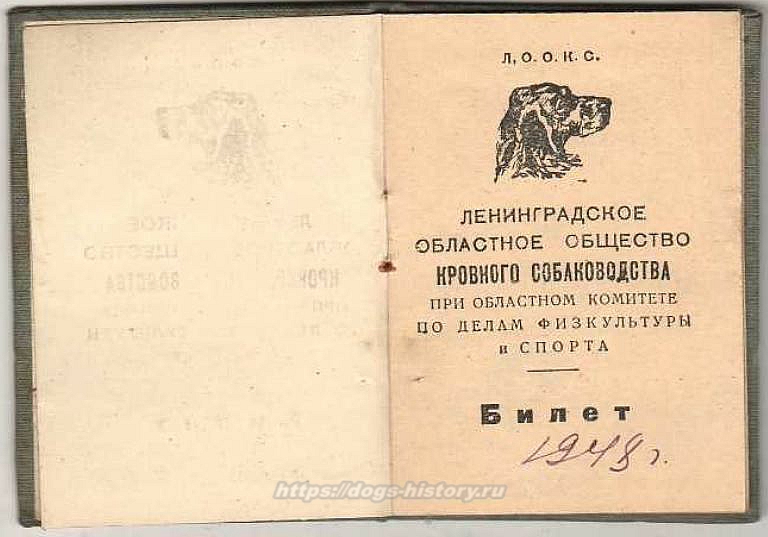 Л. О. О. К. С.
ЛЕНИНГРАДСКОЕ
ОБЛАСТНОЕ ОБЩЕСТВО
КРОВНОГО СОБАКОВОДСТВА
ПРИ ОБЛАСТНОМ КОМИТЕТЕ
ПО ДЕЛАМ ФИЗКУЛЬТУРЫ
и СПОРТА
Билет
1948 г.
https://dogs-history.ru